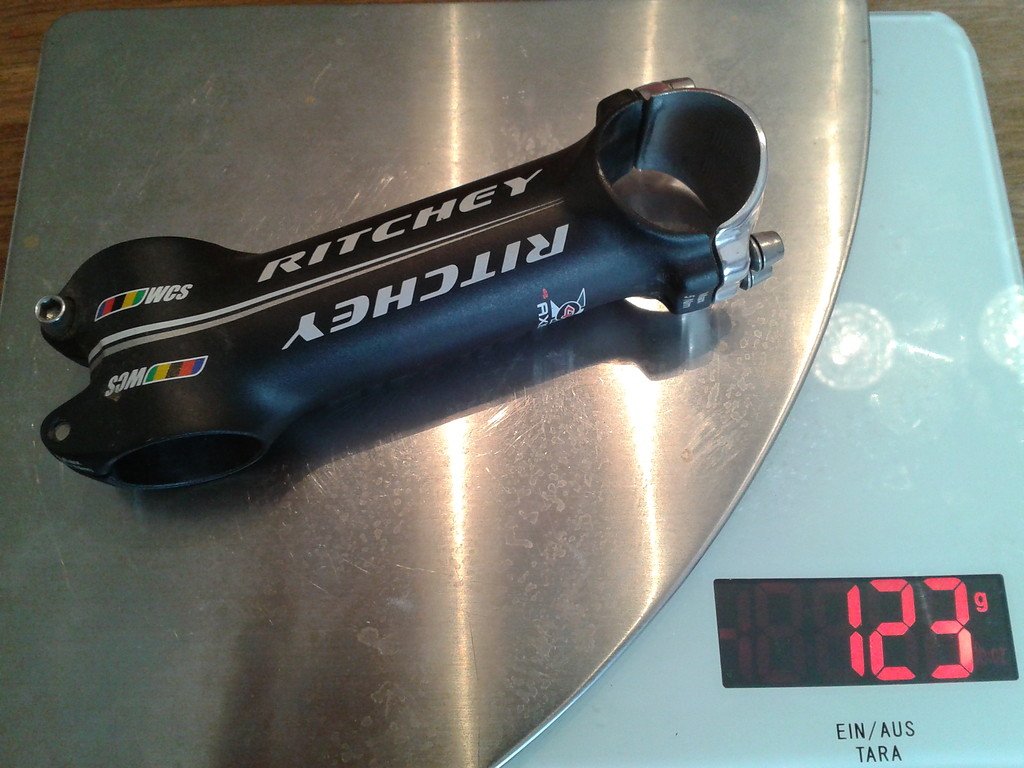 RITCHEY
RITCHEY
WCS
WCS
123 g
EIN/AUS
TARA